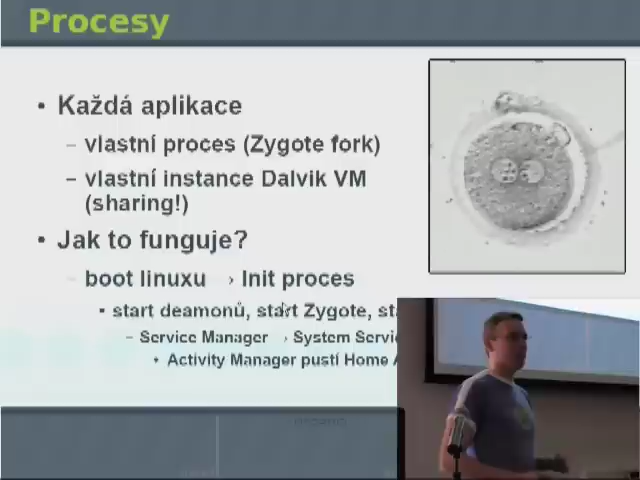 Procesy
• Každá aplikace
– vlastní proces (Zygote fork)
– vlastní instance Dalvik VM
(sharing!)
• Jak to funguje?
– boot linuxu → Init proces
• start deamonů, start Zygote,
– Service Manager → System
• Activity Manager pustí Home